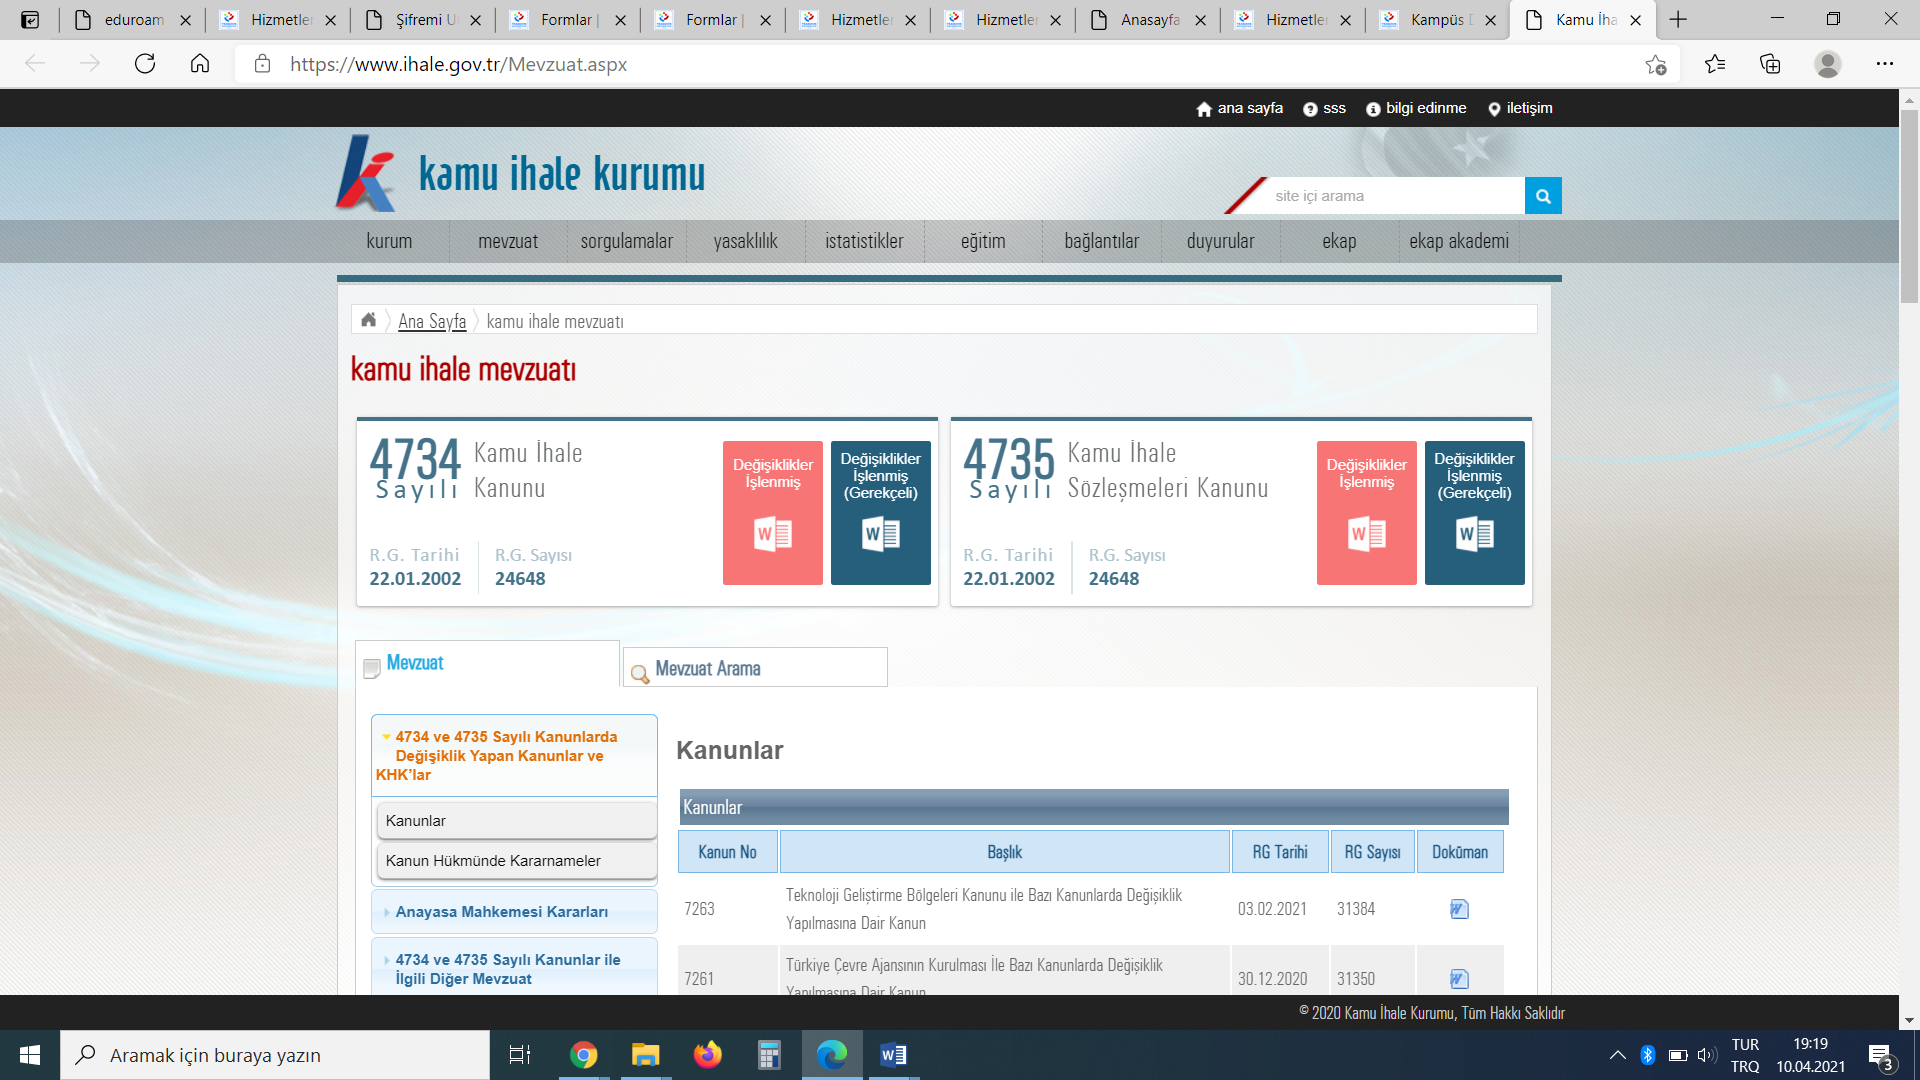 eduroam
Hizmetle
Şifremi U
Formlar |
Formlar |
Hizmetle
Hizmetle
Anasayfa
Hizmetle
Kampüs
Kamu İha
https://www.ihale.gov.tr/Mevzuat.aspx
ana sayfa
sss
bilgi edinme
iletişim
kamu ihale kurumu
site içi arama
kurum
mevzuat
sorgulamalar
yasaklılık
istatistikler
eğitim
bağlantılar
duyurular
ekap
ekap akademi
Ana Sayfa
kamu ihale mevzuatı
kamu ihale mevzuatı
4734
Sayılı
Kamu İhale
Kanunu
R.G. Tarihi
22.01.2002
R.G. Sayısı
24648
Değişiklikler
İşlenmiş
Değişiklikler
İşlenmiş
(Gerekçeli)
4735
Sayılı
Kamu İhale
Sözleşmeleri Kanunu
R.G. Tarihi
22.01.2002
R.G. Sayısı
24648
Değişiklikler
İşlenmiş
Değişiklikler
İşlenmiş
(Gerekçeli)
Mevzuat
Mevzuat Arama
4734 ve 4735 Sayılı Kanunlarda
Değişiklik Yapan Kanunlar ve
KHK'lar
Kanunlar
Kanun Hükmünde Kararnameler
Anayasa Mahkemesi Kararları
4734 ve 4735 Sayılı Kanunlar ile
İlgili Diğer Mevzuat
Kanunlar
Kanunlar
Kanun No Başlık RG Tarihi RG Sayısı Doküman
7263 Teknoloji Geliştirme Bölgeleri Kanunu ile Bazı Kanunlarda Değişiklik
Yapılmasına Dair Kanun 03.02.2021 31384
7261 Türkiye Çevre Ajansının Kurulması İle Bazı Kanunlarda Değişiklik
Yapılmasına Dair Kanun 30.12.2020 31350
© 2020 Kamu İhale Kurumu, Tüm Hakkı Saklıdır
Aramak için buraya yazın
TUR
TRQ
19:19
10.04.2021
3